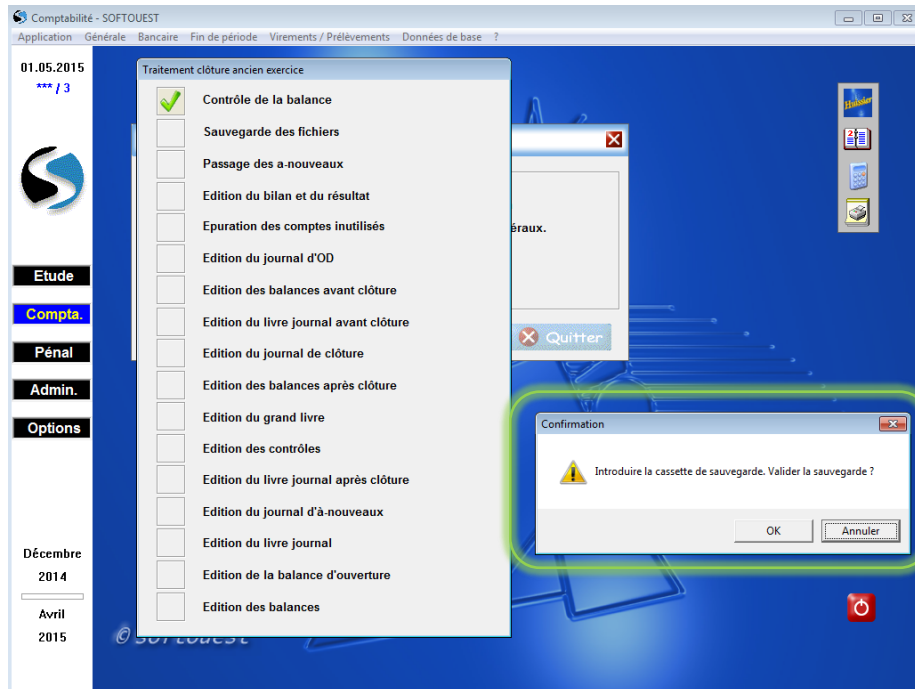 Comptabilité - SOFTOUEST
Application Générale Bancaire Fin de période Virements / Prélèvements Données de base ?
01.05.2015
*** / 3
Etude
Compta.
Pénal
Admin.
Options
Décembre
2014
Avril
2015
Traitement clôture ancien exercice
Contrôle de la balance
Sauvegarde des fichiers
Passage des a-nouveaux
Edition du bilan et du résultat
Epuration des comptes inutilisés
Edition du journal d'OD
Edition des balances avant clôture
Edition du livre journal avant clôture
Edition du journal de clôture
Edition des balances après clôture
Edition du grand livre
Edition des contrôles
Edition du livre journal après clôture
Edition du journal d'à-nouveaux
Edition du livre journal
Edition de la balance d'ouverture
Edition des balances
éraux.
Quitter
Huissier
Confirmation
Introduire la cassette de sauvegarde. Valider la sauvegarde ?
OK Annuler